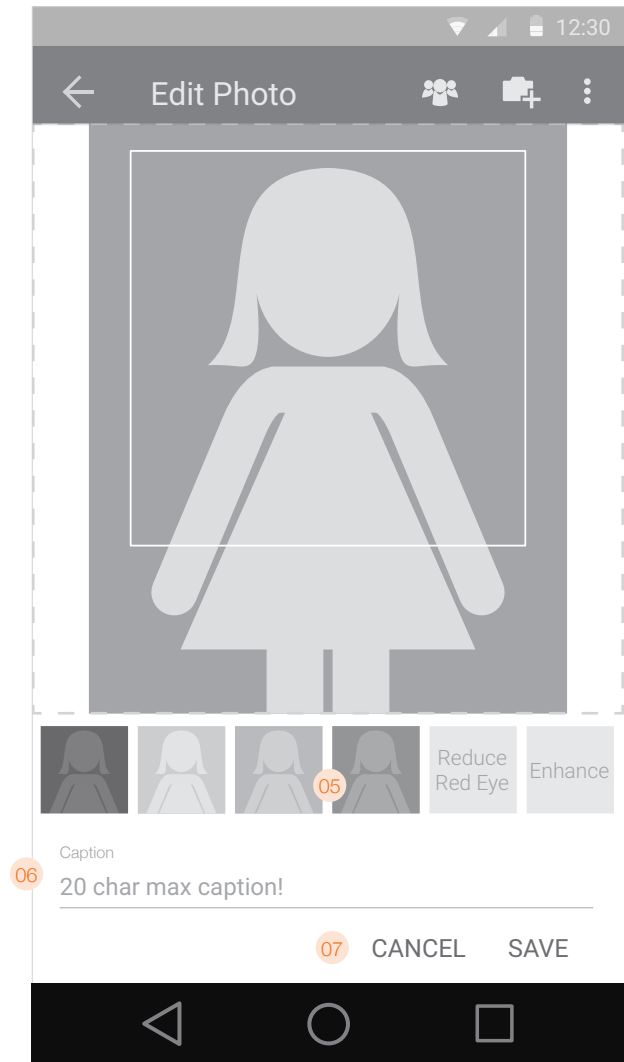 12:30
Edit Photo
Reduce
Red Eye
Enhance
05
Caption
06
20 char max caption!
07
CANCEL
SAVE